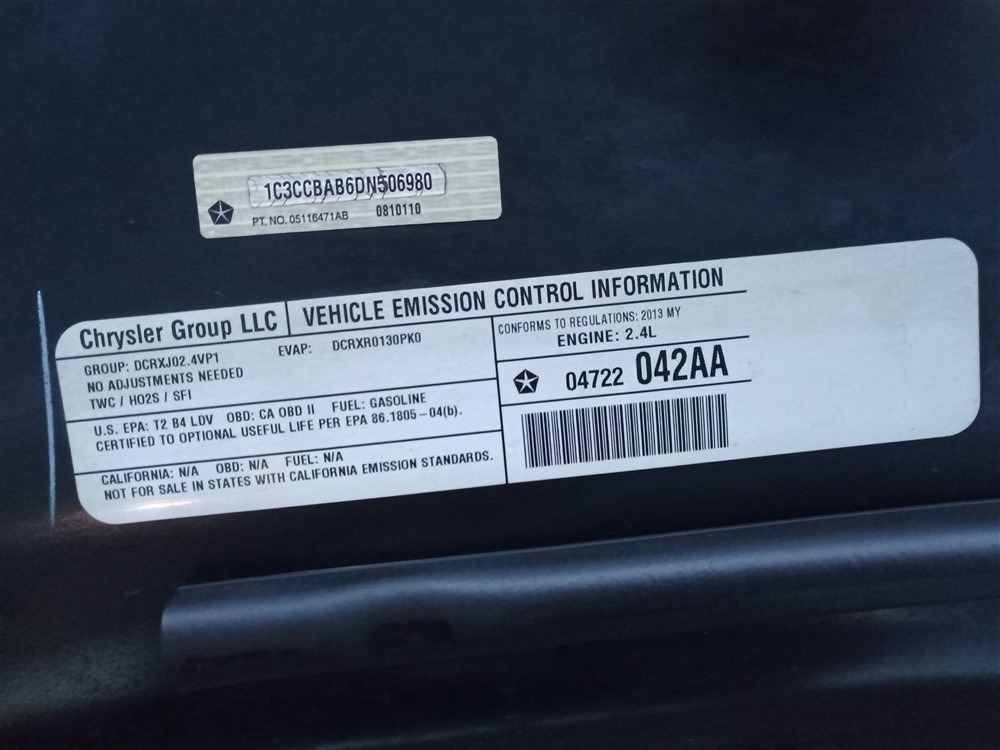 1C3CCBAB6DN506980
PT. NO. 05116471AB 0810110
Chrysler Group LLC VEHICLE EMISSION CONTROL INFORMATION
GROUP: DCRXJ02.4VP1 EVAP: DCRXR0130PK0
NO ADJUSTMENTS NEEDED
TWC / HO2S / SFI
U.S. EPA: T2 B4 LDV OBD: CA OBD II FUEL: GASOLINE
CERTIFIED TO OPTIONAL USEFUL LIFE PER EPA 86.1805-04(b).
CALIFORNIA: N/A OBD: N/A FUEL: N/A
NOT FOR SALE IN STATES WITH CALIFORNIA EMISSION STANDARDS.
CONFORMS TO REGULATIONS: 2013 MY
ENGINE: 2.4L
04722 042AA